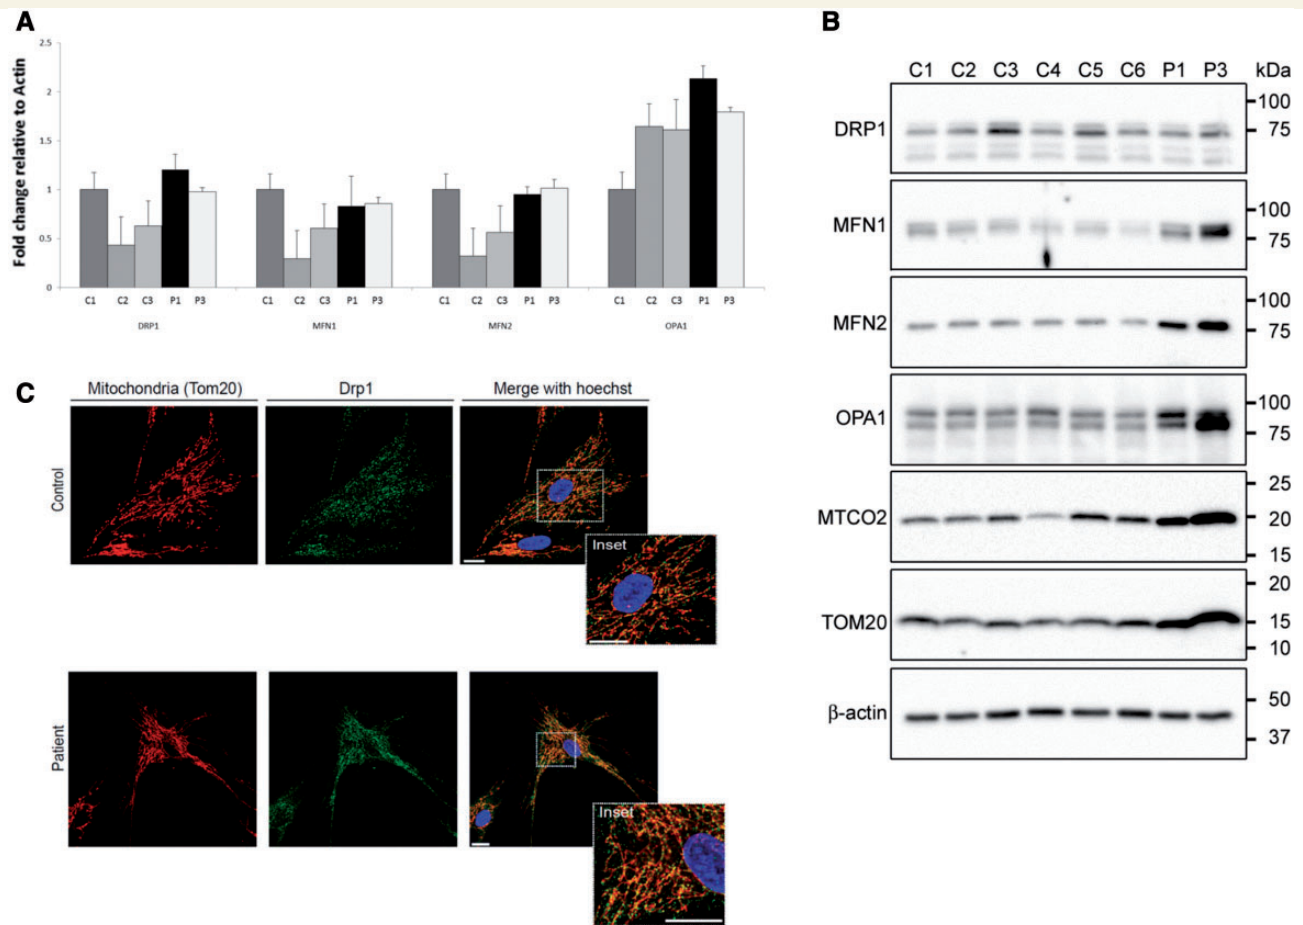 A
Fold change relative to Actin
2.5
2
1.5
1
0.5
0
C1 C2 C3 P1 P3 C1 C2 C3 P1 P3 C1 C2 C3 P1 P3 C1 C2 C3 P1 P3
DRP1 MFN1 MFN2 OPA1
B
C1 C2 C3 C4 C5 C6 P1 P3 kDa
DRP1
100
75
MFN1
100
75
MFN2
100
75
OPA1
100
75
MTCO2
25
20
15
TOM20
20
15
10
β-actin
50
37
C
Mitochondria (Tom20) Drp1 Merge with hoechst
Control
Inset
Patient
Inset